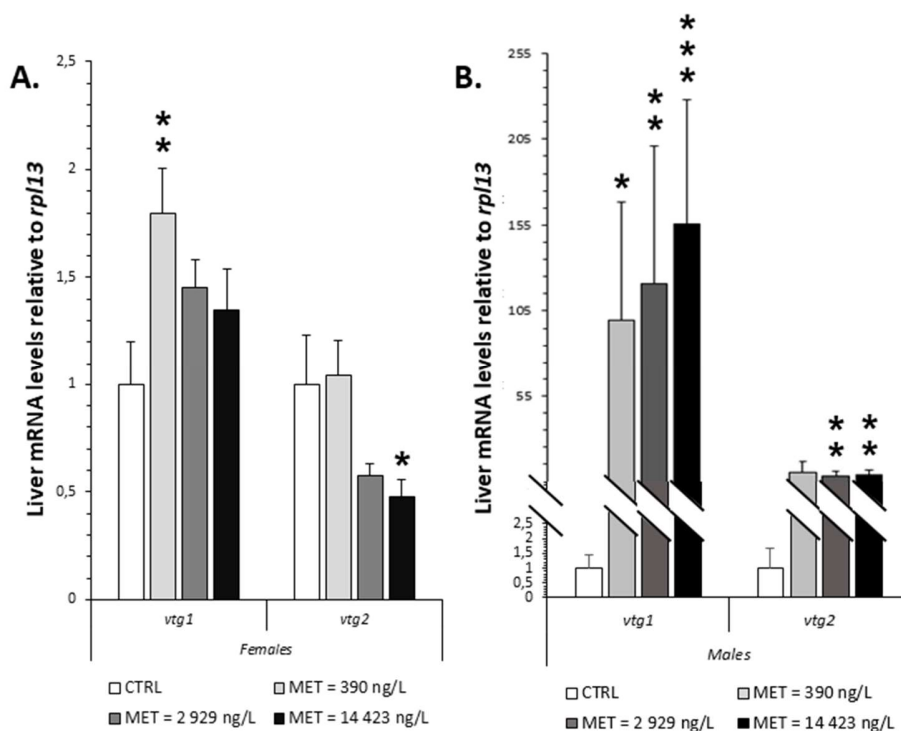 A.
Liver mRNA levels relative to rpl13
2,5
2
1,5
1
0,5
0
**
*
vtg1
vtg2
Females
CTRL
MET = 390 ng/L
MET = 2 929 ng/L
MET = 14 423 ng/L
B.
Liver mRNA levels relative to rpl13
255
205
155
105
55
2,5
2
1,5
1
0,5
0
*
**
***
**
**
vtg1
vtg2
Males
CTRL
MET = 390 ng/L
MET = 2 929 ng/L
MET = 14 423 ng/L